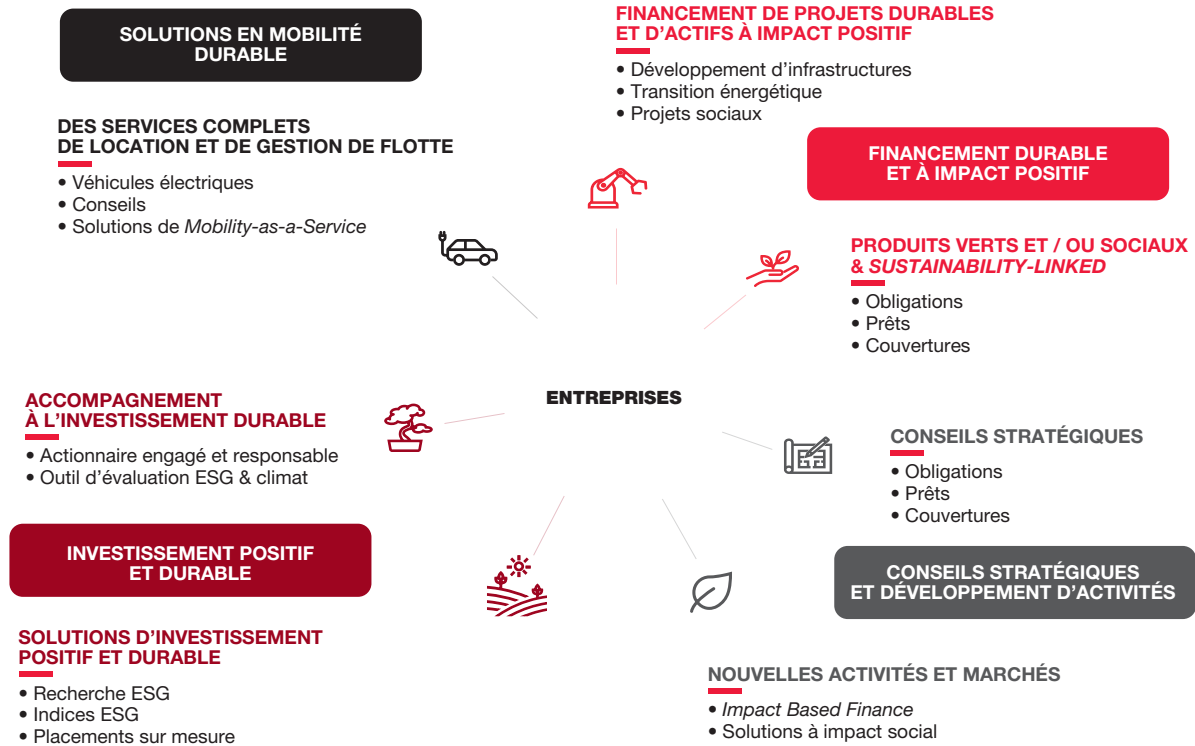 SOLUTIONS EN MOBILITÉ
DURABLE
DES SERVICES COMPLETS
DE LOCATION ET DE GESTION DE FLOTTE
• Véhicules électriques
• Conseils
• Solutions de Mobility-as-a-Service
FINANCEMENT DE PROJETS DURABLES
ET D’ACTIFS À IMPACT POSITIF
• Développement d’infrastructures
• Transition énergétique
• Projets sociaux
FINANCEMENT DURABLE
ET À IMPACT POSITIF
PRODUITS VERTS ET / OU SOCIAUX
& SUSTAINABILITY-LINKED
• Obligations
• Prêts
• Couvertures
ENTREPRISES
ACCOMPAGNEMENT
À L’INVESTISSEMENT DURABLE
• Actionnaire engagé et responsable
• Outil d’évaluation ESG & climat
INVESTISSEMENT POSITIF
ET DURABLE
SOLUTIONS D’INVESTISSEMENT
POSITIF ET DURABLE
• Recherche ESG
• Indices ESG
• Placements sur mesure
CONSEILS STRATÉGIQUES
• Obligations
• Prêts
• Couvertures
CONSEILS STRATÉGIQUES
ET DÉVELOPPEMENT D’ACTIVITÉS
NOUVELLES ACTIVITÉS ET MARCHÉS
• Impact Based Finance
• Solutions à impact social